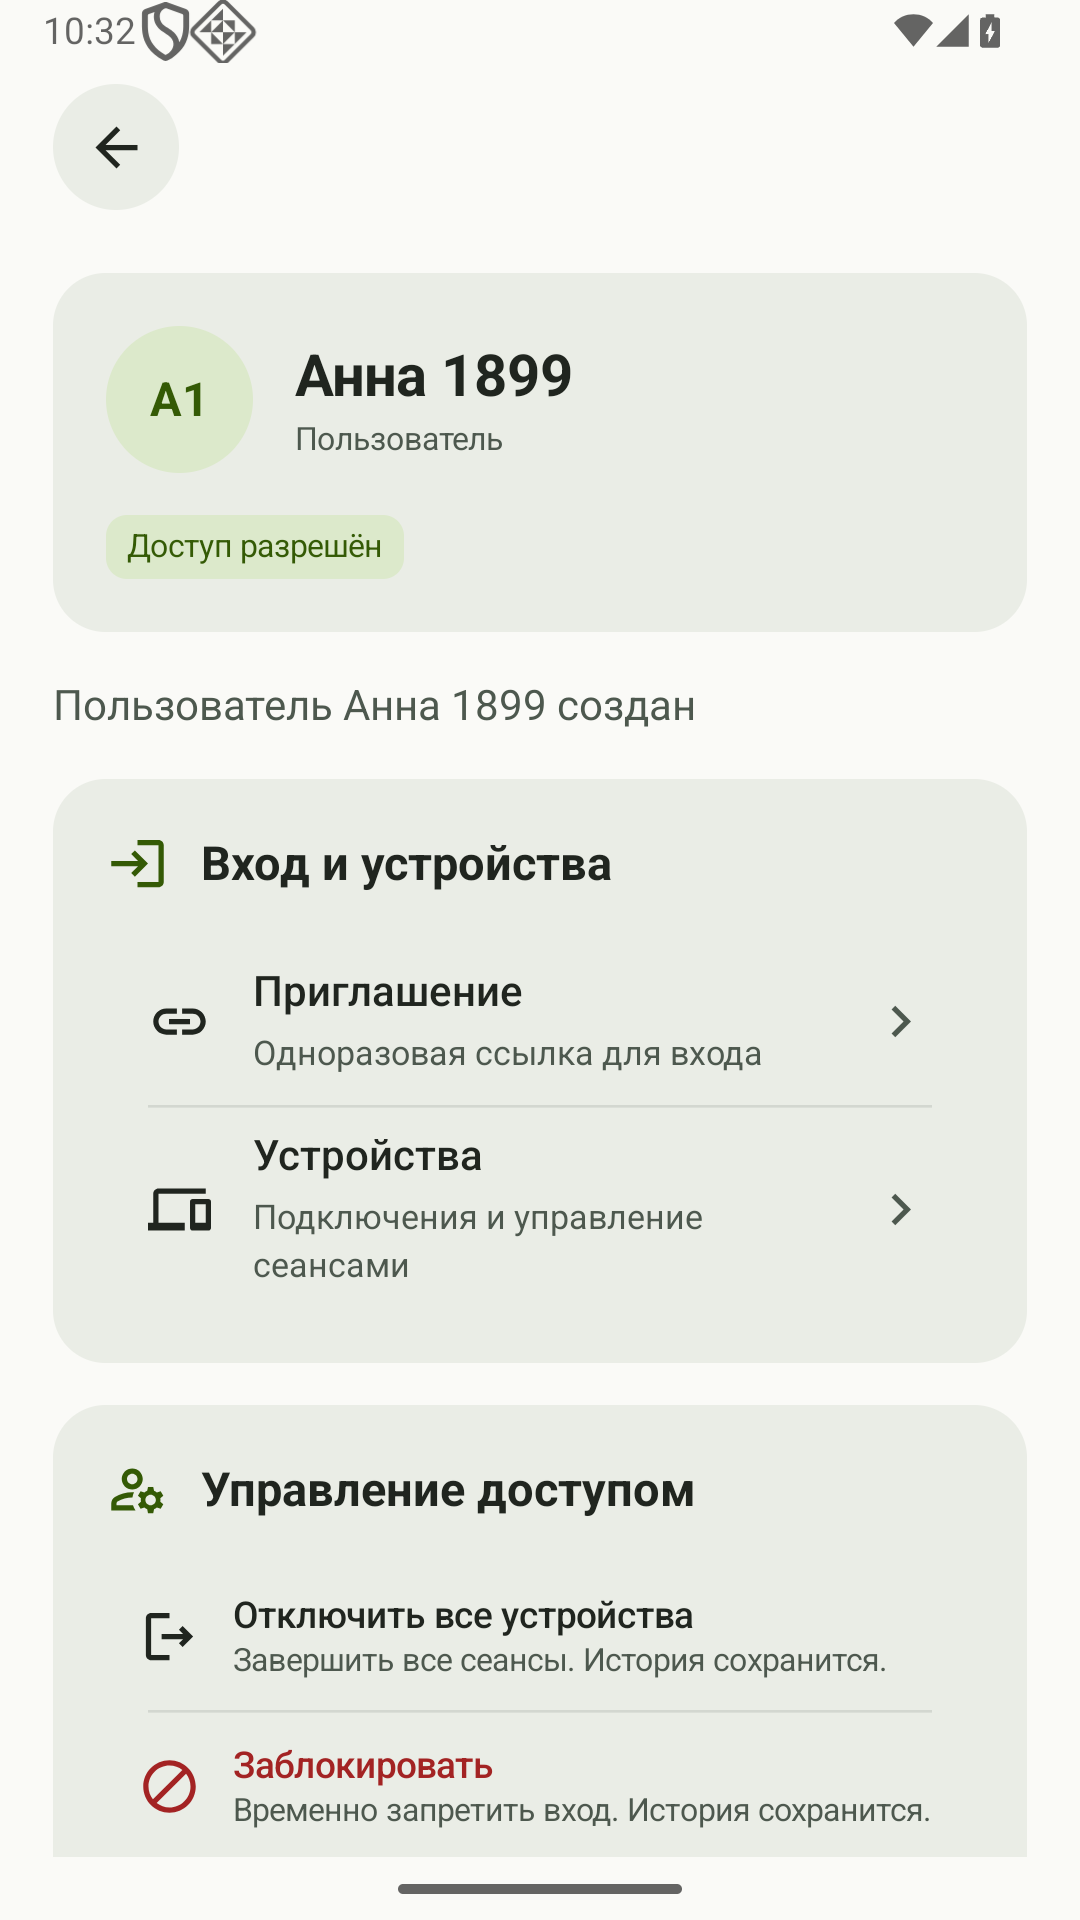 10:32
A1
Анна 1899
Пользователь
Доступ разрешён
Пользователь Анна 1899 создан
Вход и устройства
Приглашение
Одноразовая ссылка для входа
Устройства
Подключения и управление
сеансами
Управление доступом
Отключить все устройства
Завершить все сеансы. История сохранится.
Заблокировать
Временно запретить вход. История сохранится.